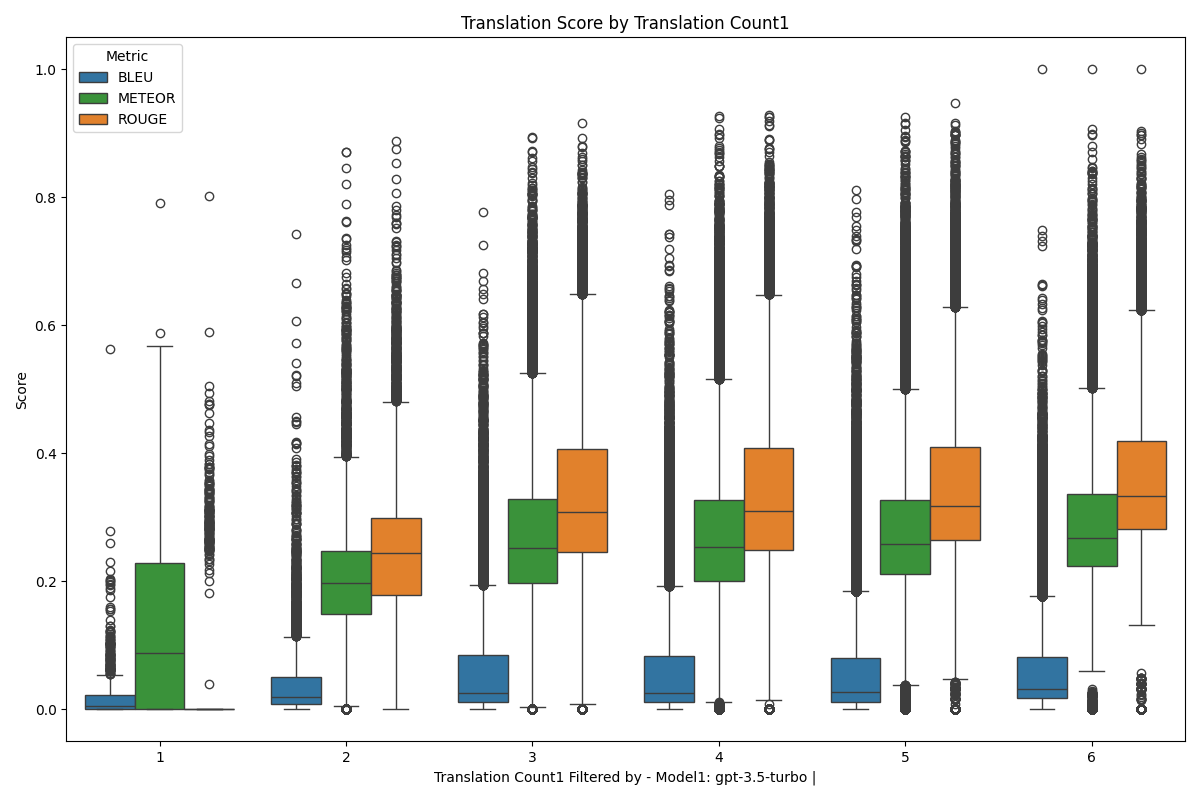 Translation Score by Translation Count1
Metric
BLEU
METEOR
ROUGE
Score
1.0
0.8
0.6
0.4
0.2
0.0
1 2 3 4 5 6
Translation Count1 Filtered by - Model1: gpt-3.5-turbo |